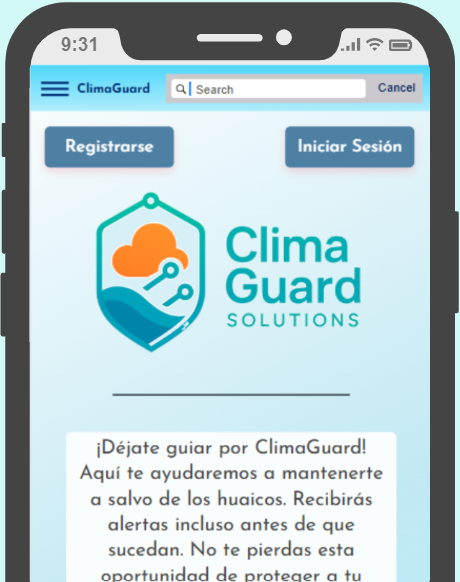 9:31
ClimaGuard
Search
Cancel
Registrarse
Iniciar Sesión
Clima
Guard
SOLUTIONS
¡Déjate guiar por ClimaGuard!
Aquí te ayudaremos a mantenerte
a salvo de los huaicos. Recibirás
alertas incluso antes de que
sucedan. No te pierdas esta
oportunidad de proteger a tu